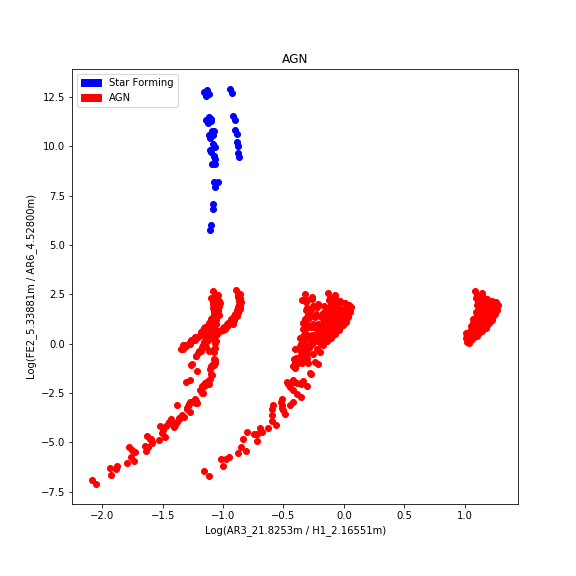 AGN
Star Forming
AGN
12.5
10.0
7.5
5.0
2.5
0.0
−2.5
−5.0
−7.5
Log(FE2_5.33881m / AR6_4.52800m)
−2.0 −1.5 −1.0 −0.5 0.0 0.5 1.0
Log(AR3_21.8253m / H1_2.16551m)